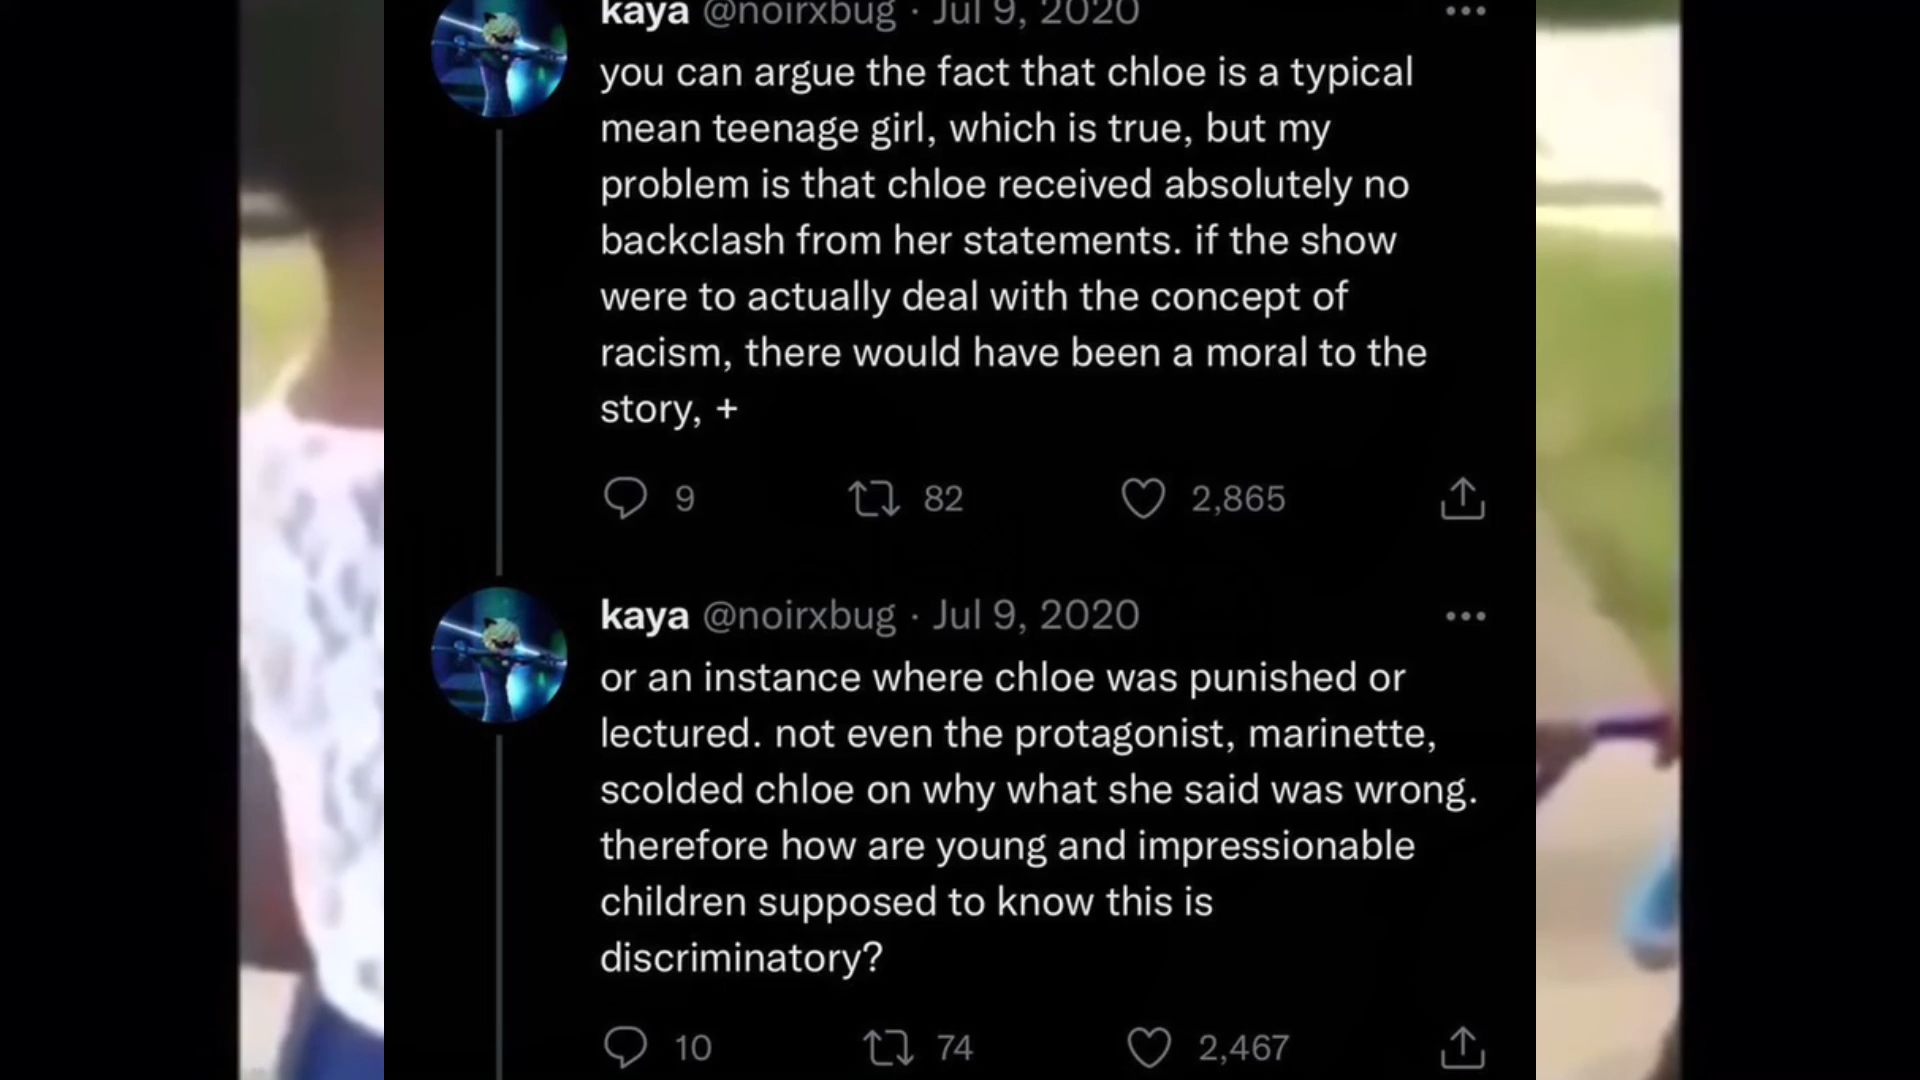 kaya @noirxbug · Jul 9, 2020
you can argue the fact that chloe is a typical
mean teenage girl, which is true, but my
problem is that chloe received absolutely no
backclash from her statements. if the show
were to actually deal with the concept of
racism, there would have been a moral to the
story, +
9 82 2,865
kaya @noirxbug · Jul 9, 2020
or an instance where chloe was punished or
lectured. not even the protagonist, marinette,
scolded chloe on why what she said was wrong.
therefore how are young and impressionable
children supposed to know this is
discriminatory?
10 74 2,467